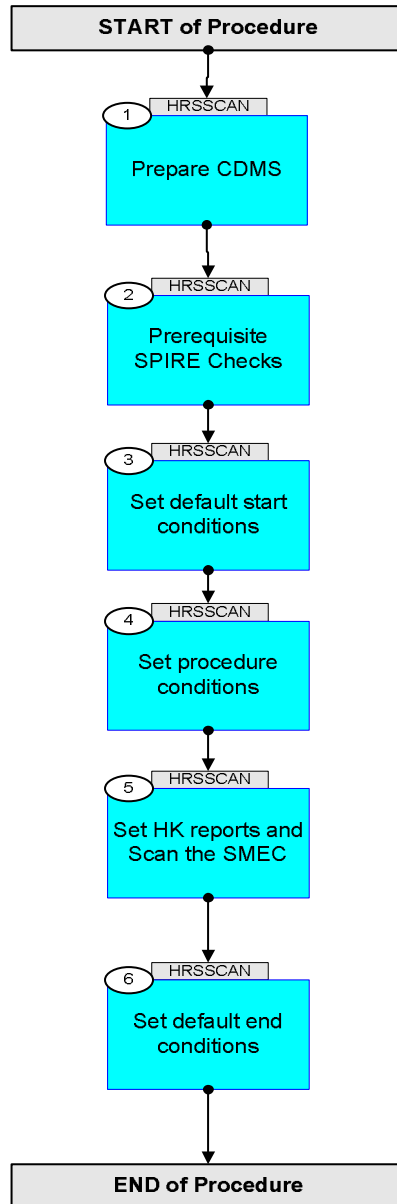 START of Procedure
HRSSCAN
1
Prepare CDMS
HRSSCAN
2
Prerequisite
SPIRE Checks
HRSSCAN
3
Set default start
conditions
HRSSCAN
4
Set procedure
conditions
HRSSCAN
5
Set HK reports and
Scan the SMEC
HRSSCAN
6
Set default end
conditions
END of Procedure